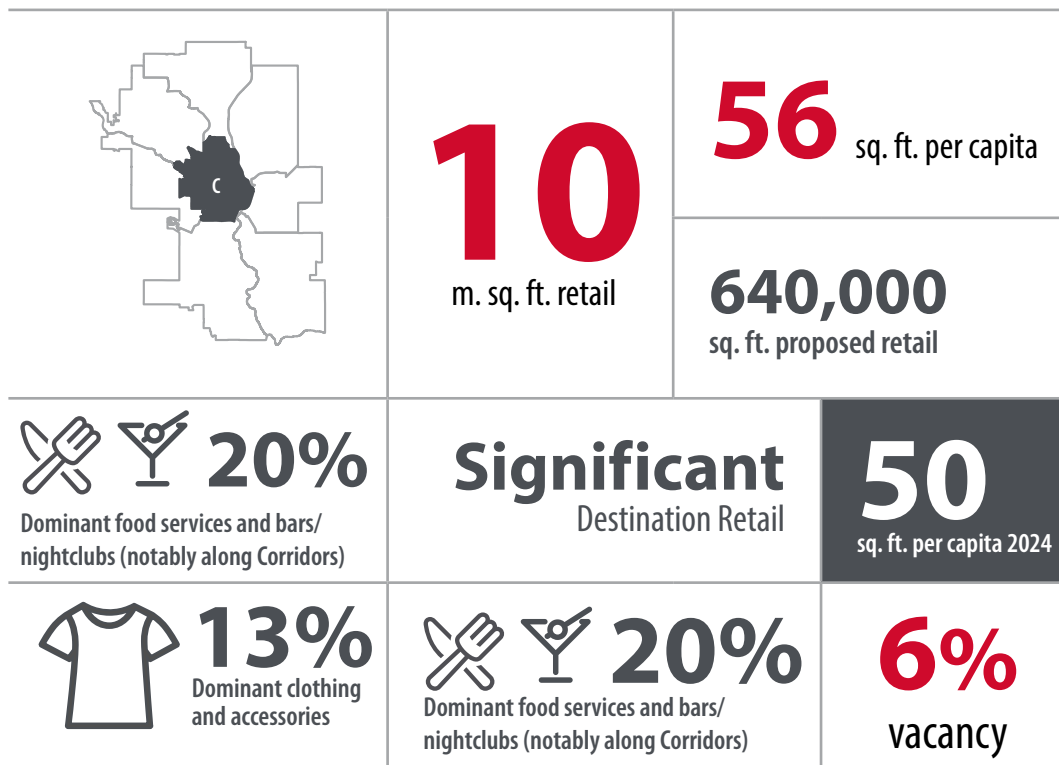 C
10
m. sq. ft. retail
56 sq. ft. per capita
640,000
sq. ft. proposed retail
20%
Dominant food services and bars/
nightclubs (notably along Corridors)
Significant
Destination Retail
50
sq. ft. per capita 2024
13%
Dominant clothing
and accessories
20%
Dominant food services and bars/
nightclubs (notably along Corridors)
6%
vacancy